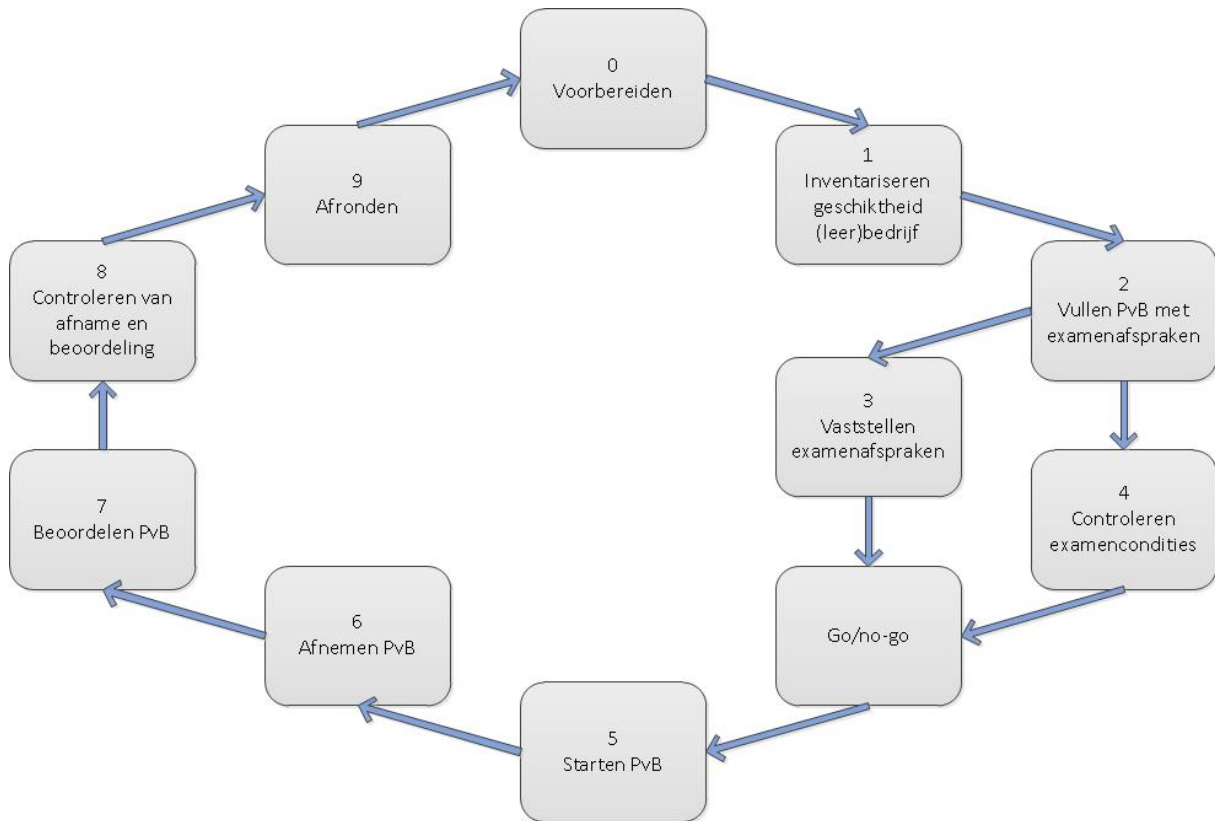 0
Voorbereiden
1
Inventariseren
geschiktheid
(leer)bedrijf
2
Vullen PvB met
examenafspraken
3
Vaststellen
examenafspraken
4
Controleren
examencondities
Go/no-go
5
Starten PvB
6
Afnemen PvB
7
Beoordelen PvB
8
Controleren van
afname en
beoordeling
9
Afronden